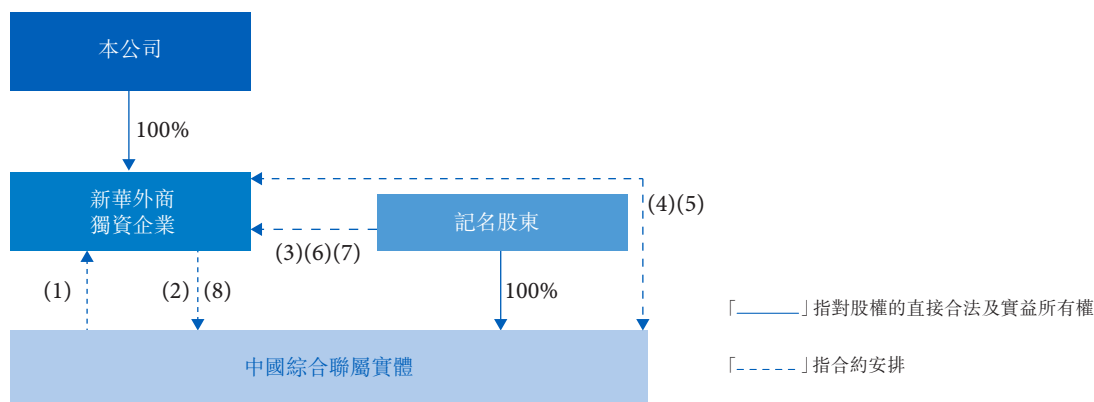 本公司
100%
新華外商
獨資企業
記名股東
(4)(5)
(3)(6)(7)
(1)
(2)
(8)
100%
「______」指對股權的直接合法及實益所有權
中國綜合聯屬實體
「_ _ _ _ _」指合約安排